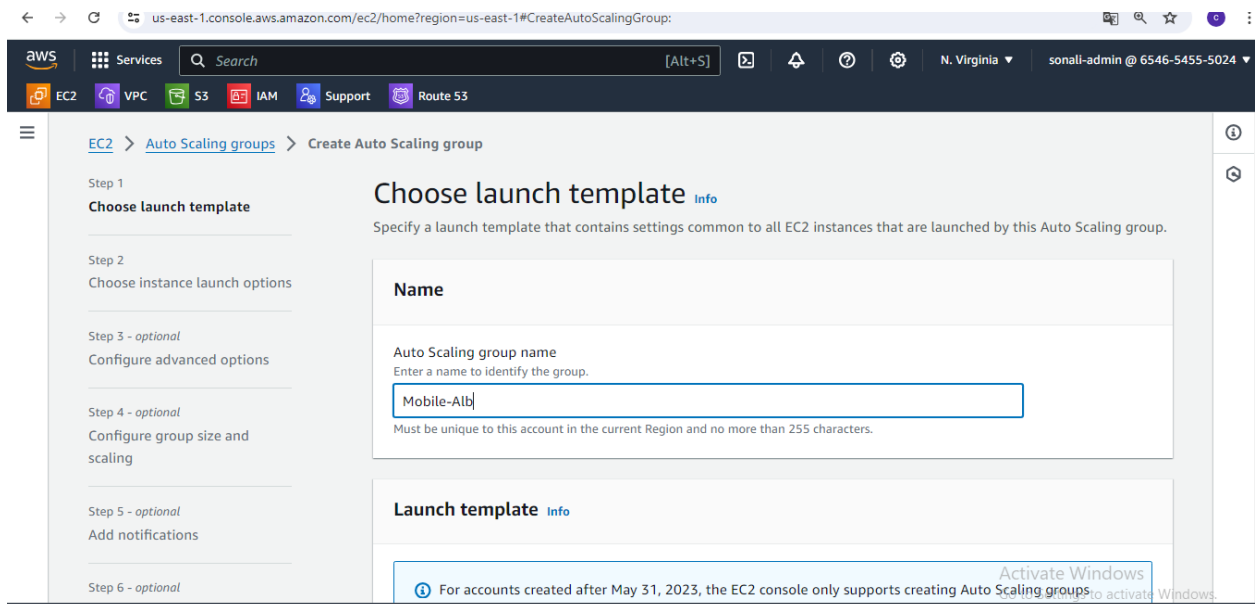 us-east-1.console.aws.amazon.com/ec2/home?region=us-east-1#CreateAutoScalingGroup:
C
aws
Services
Search
[Alt+S]
N. Virginia
sonali-admin @ 6546-5455-5024
EC2
VPC
S3
IAM
Support
Route 53
EC2 > Auto Scaling groups > Create Auto Scaling group
Step 1
Choose launch template
Step 2
Choose instance launch options
Step 3 - optional
Configure advanced options
Step 4 - optional
Configure group size and
scaling
Step 5 - optional
Add notifications
Step 6 - optional
Choose launch template Info
Specify a launch template that contains settings common to all EC2 instances that are launched by this Auto Scaling group.
Name
Auto Scaling group name
Enter a name to identify the group.
Mobile-Alb
Must be unique to this account in the current Region and no more than 255 characters.
Launch template Info
For accounts created after May 31, 2023, the EC2 console only supports creating Auto Scaling groups
Activate Windows
Go to Settings to activate Windows.